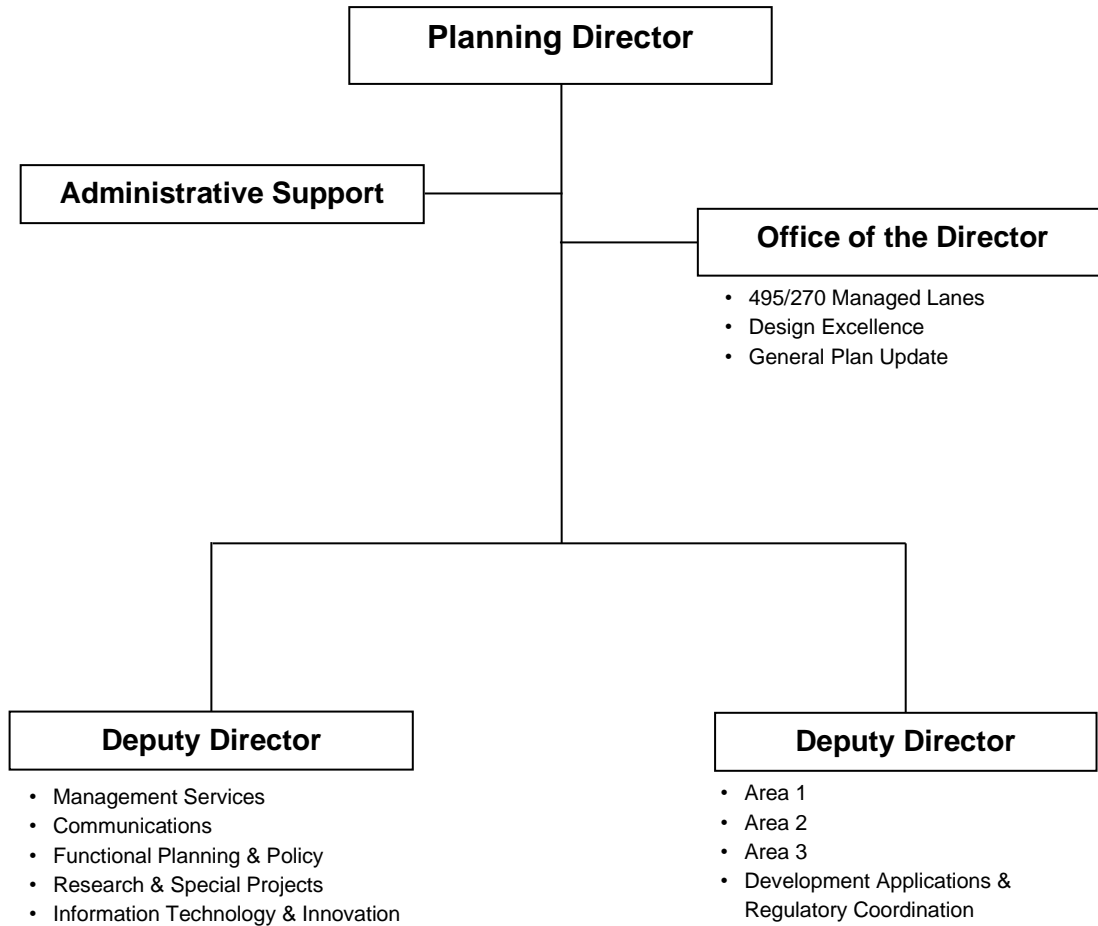 Planning Director
Administrative Support
Office of the Director
• 495/270 Managed Lanes
• Design Excellence
• General Plan Update
Deputy Director
• Management Services
• Communications
• Functional Planning & Policy
• Research & Special Projects
• Information Technology & Innovation
Deputy Director
• Area 1
• Area 2
• Area 3
• Development Applications &
Regulatory Coordination